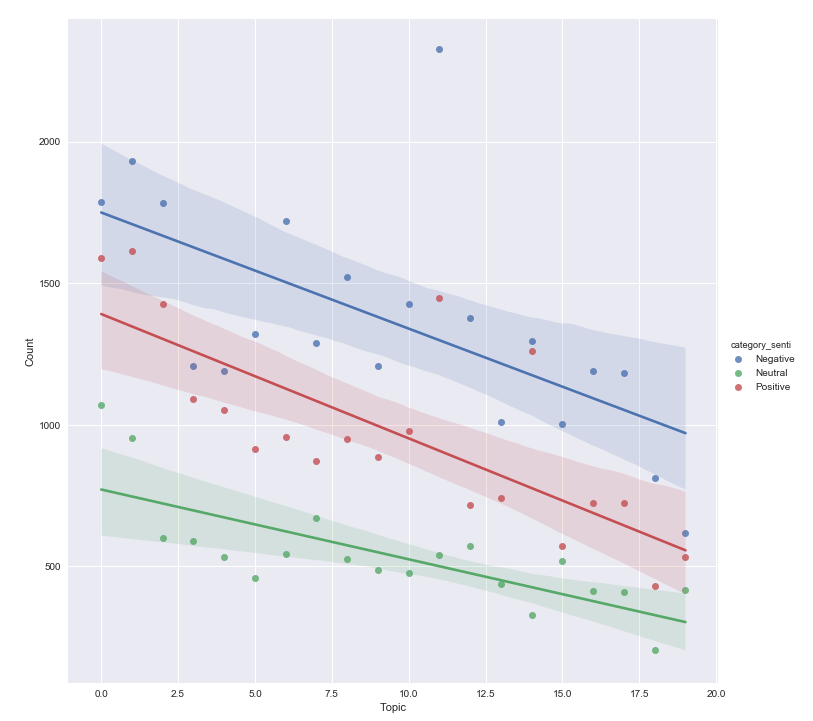 2000
1500
1000
500
Count
0.0 2.5 5.0 7.5 10.0 12.5 15.0 17.5 20.0
Topic
category_senti
Negative
Neutral
Positive